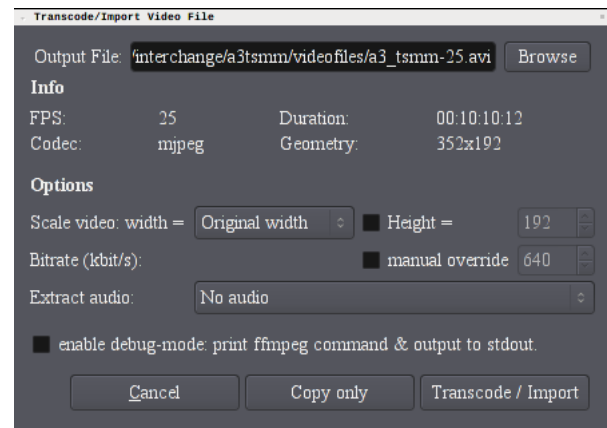 Transcode/Import Video File
Output File: /interchange/a3tsmm/videofiles/a3_tsmm-25.avi Browse
Info
FPS: 25 Duration: 00:10:10:12
Codec: mjpeg Geometry: 352x192
Options
Scale video: width = Original width Height = 192
Bitrate (kbit/s): manual override 640
Extract audio: No audio
enable debug-mode: print ffmpeg command & output to stdout.
Cancel Copy only Transcode / Import